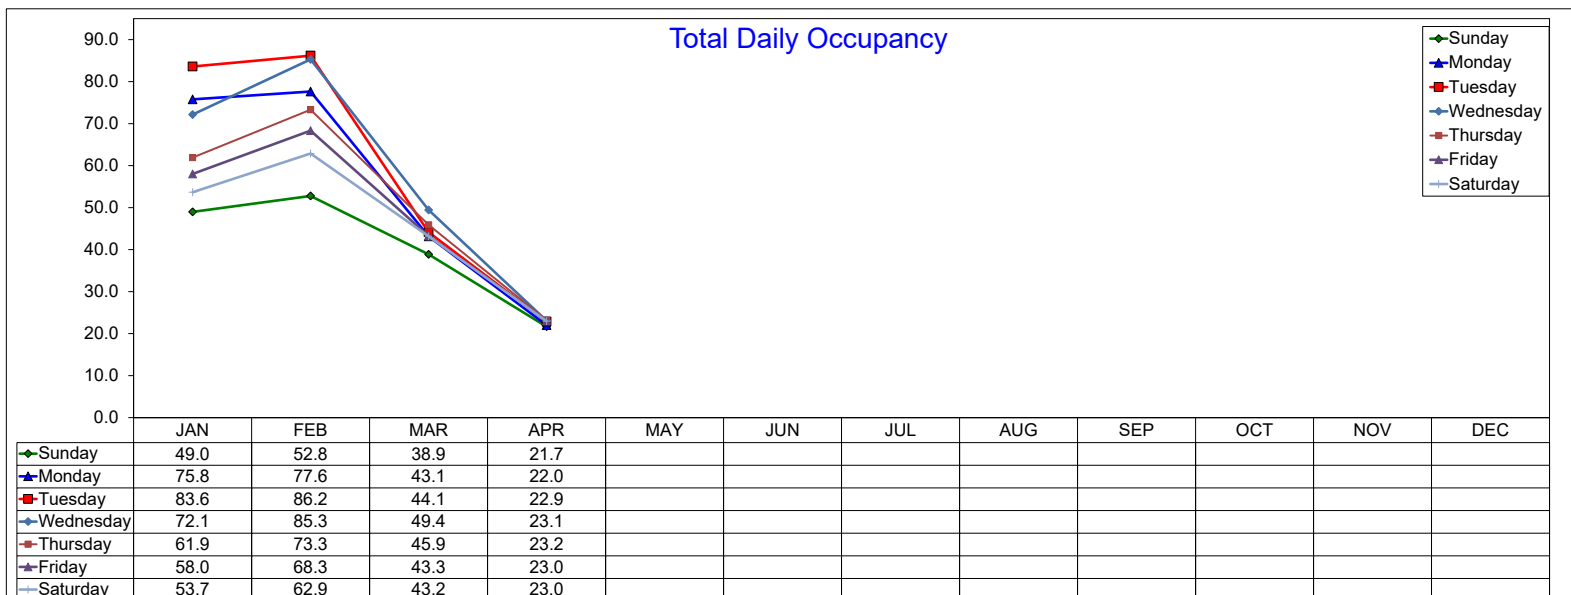 Total Daily Occupancy
90.0
80.0
70.0
60.0
50.0
40.0
30.0
20.0
10.0
0.0
Sunday
Monday
Tuesday
Wednesday
Thursday
Friday
Saturday
JAN FEB MAR APR MAY JUN JUL AUG SEP OCT NOV DEC
Sunday 49.0 52.8 38.9 21.7
Monday 75.8 77.6 43.1 22.0
Tuesday 83.6 86.2 44.1 22.9
Wednesday 72.1 85.3 49.4 23.1
Thursday 61.9 73.3 45.9 23.2
Friday 58.0 68.3 43.3 23.0
Saturday 53.7 62.9 43.2 23.0